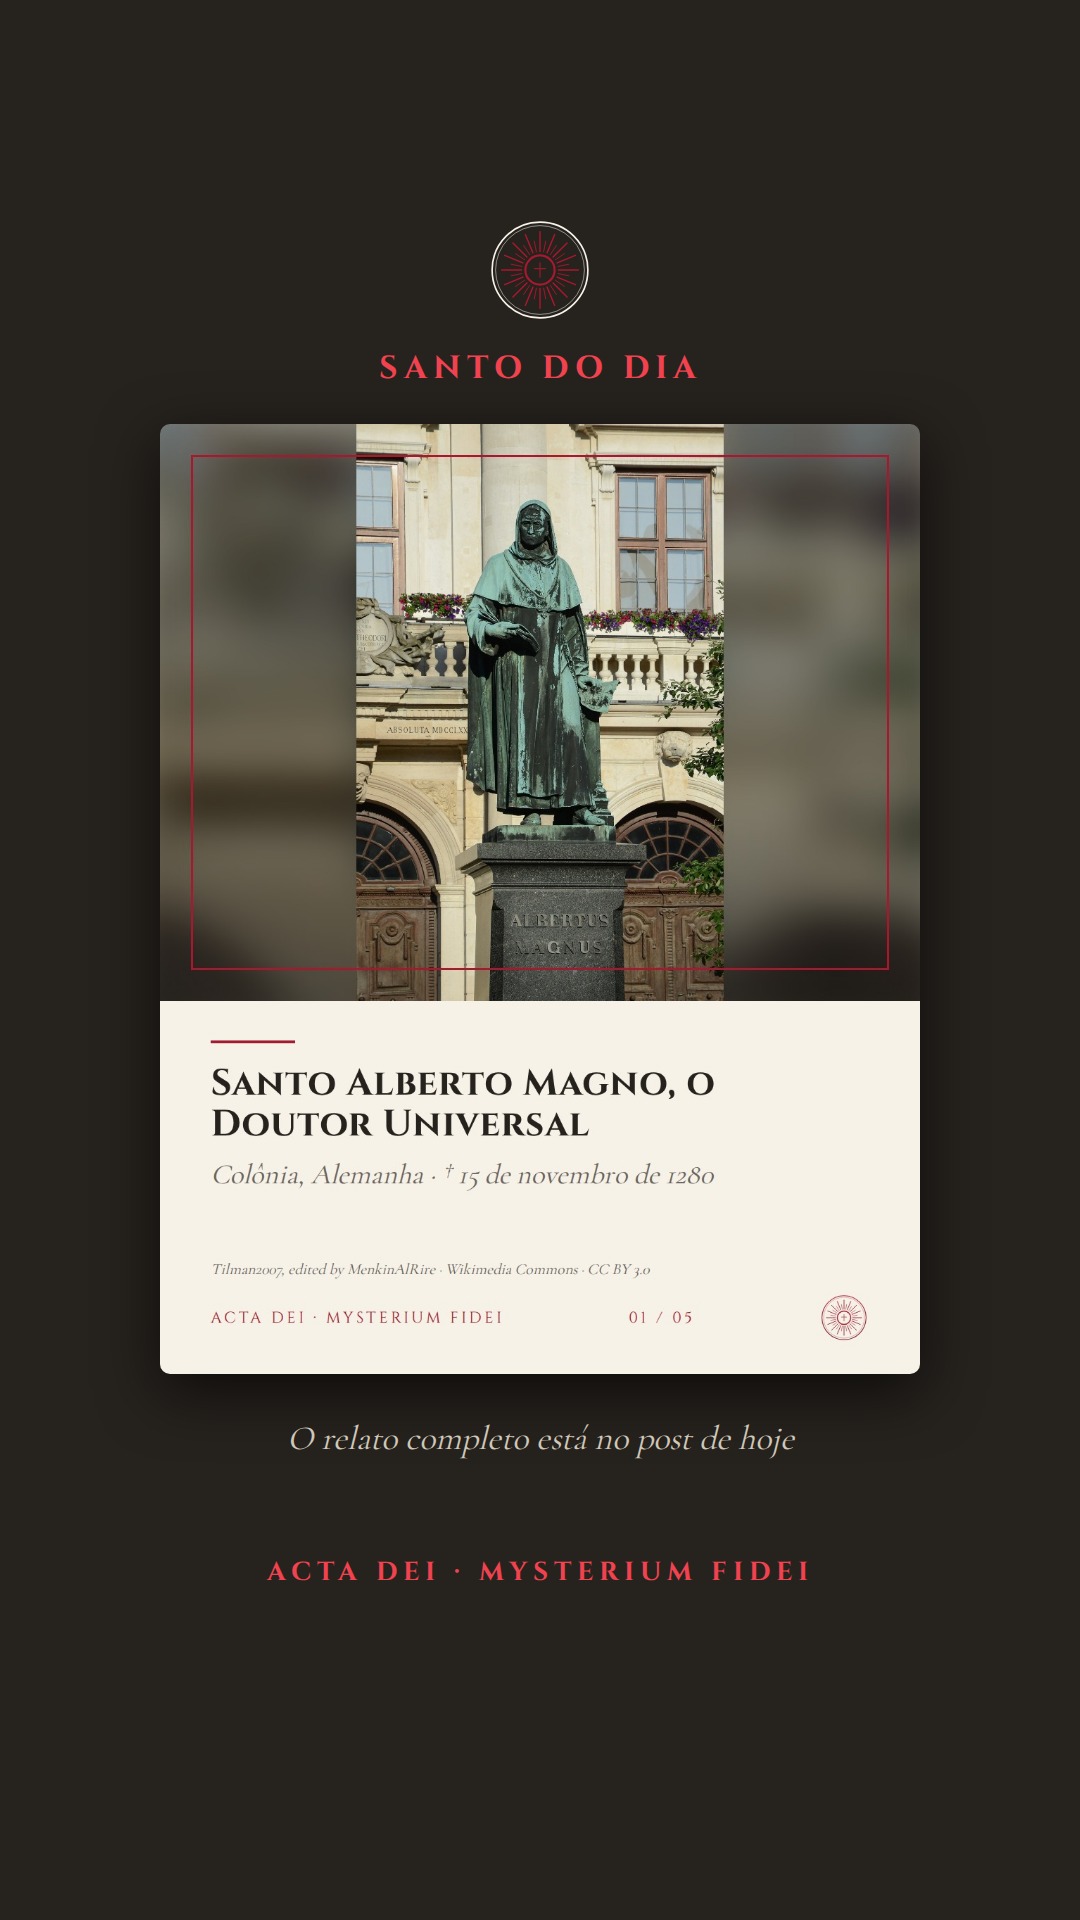 SANTO DO DIA
THEODORI
ABSOLUTA MDCCLXX
ALBERTUS
MAGNUS
Santo Alberto Magno, o
Doutor Universal
Colônia, Alemanha · † 15 de novembro de 1280
Tilman2007, edited by MenkinAlRire · Wikimedia Commons · CC BY 3.0
ACTA DEI · MYSTERIUM FIDEI
01 / 05
O relato completo está no post de hoje
ACTA DEI · MYSTERIUM FIDEI